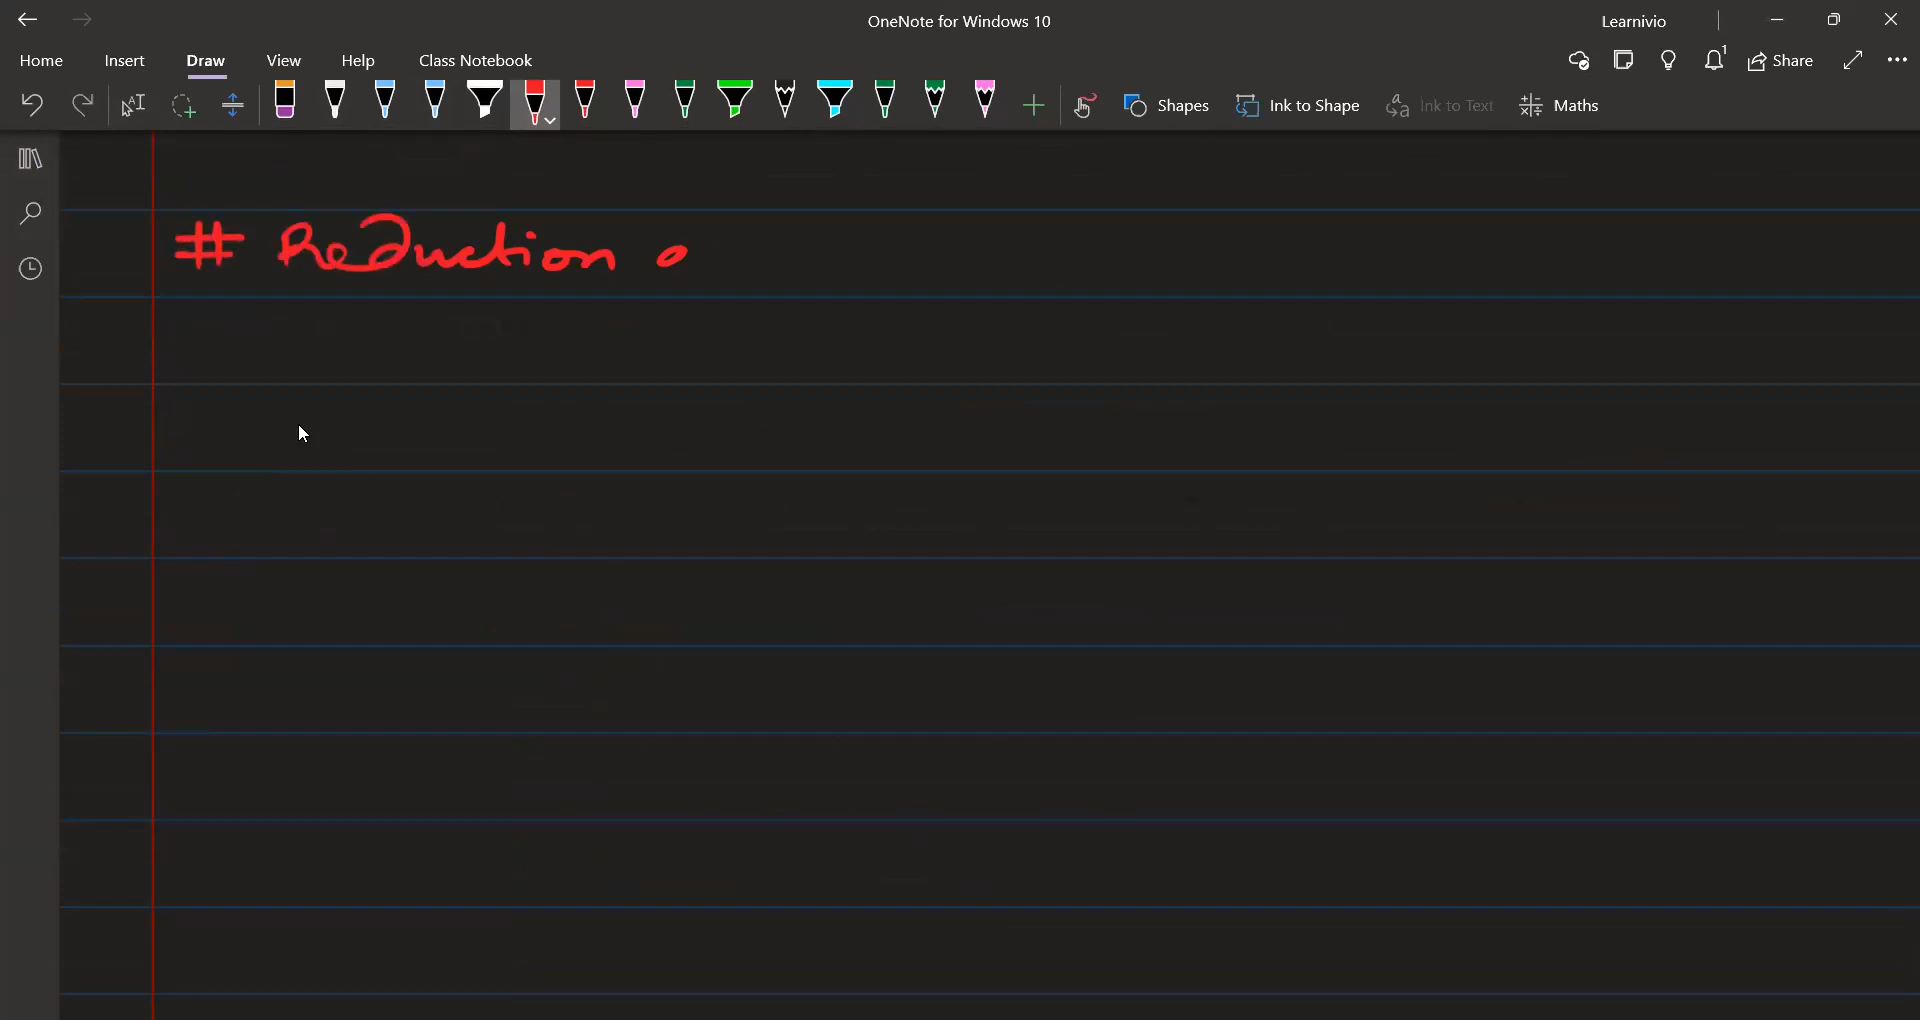 OneNote for Windows 10
Learnivio
Home Insert Draw View Help Class Notebook
1
Share
Shapes Ink to Shape Ink to Text Maths
# Reduction o